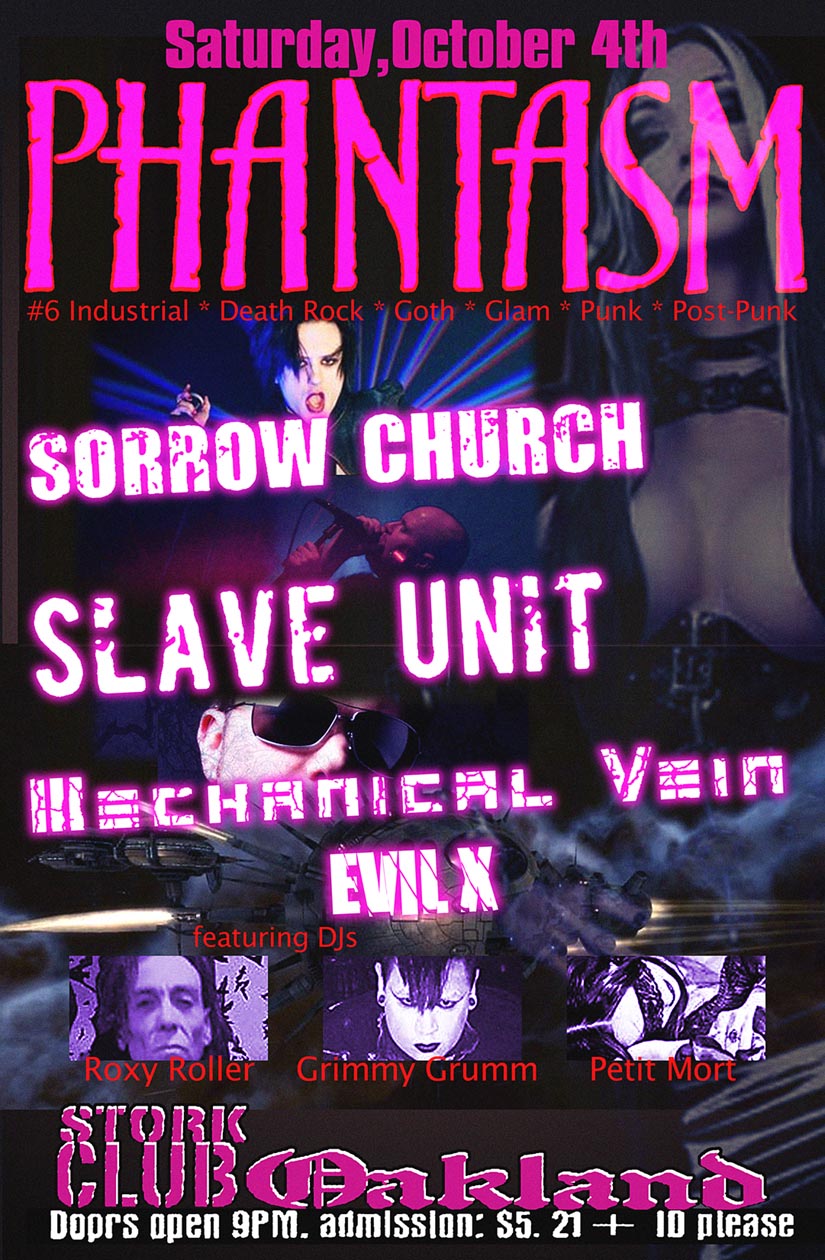 Saturday,October 4th
PHANTASM
#6 Industrial * Death Rock * Goth * Glam * Punk * Post-Punk
SORROW CHURCH
SLAVE UNIT
Mechanical Vein
EVIL X
featuring DJs
Roxy Roller Grimmy Grumm Petit Mort
STORK
CLUB Oakland
Doors open 9PM. admission: $5. 21 + ID please